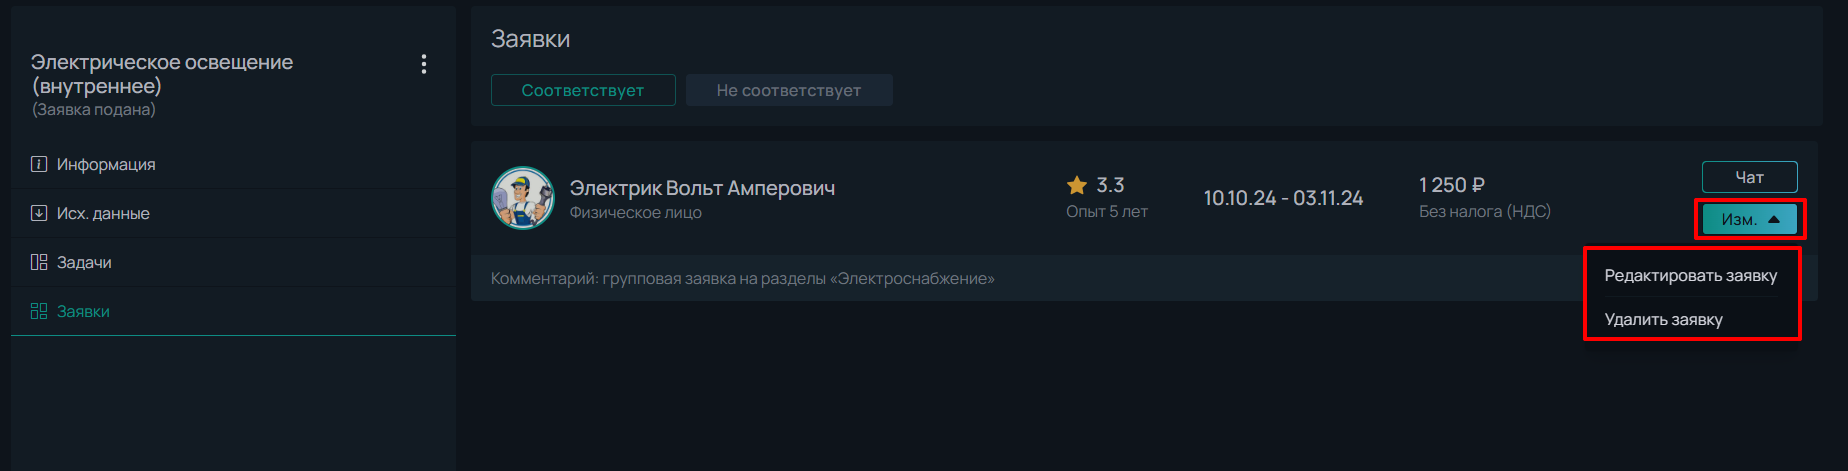 Электрическое освещение
(внутреннее)
(Заявка подана)
Информация
Исх. данные
Задачи
Заявки
Заявки
Соответствует
Не соответствует
Электрик Вольт Амперович
Физическое лицо
3.3
Опыт 5 лет
10.10.24 - 03.11.24
1 250 ₽
Без налога (НДС)
Чат
Изм.
Комментарий: групповая заявка на разделы «Электроснабжение»
Редактировать заявку
Удалить заявку